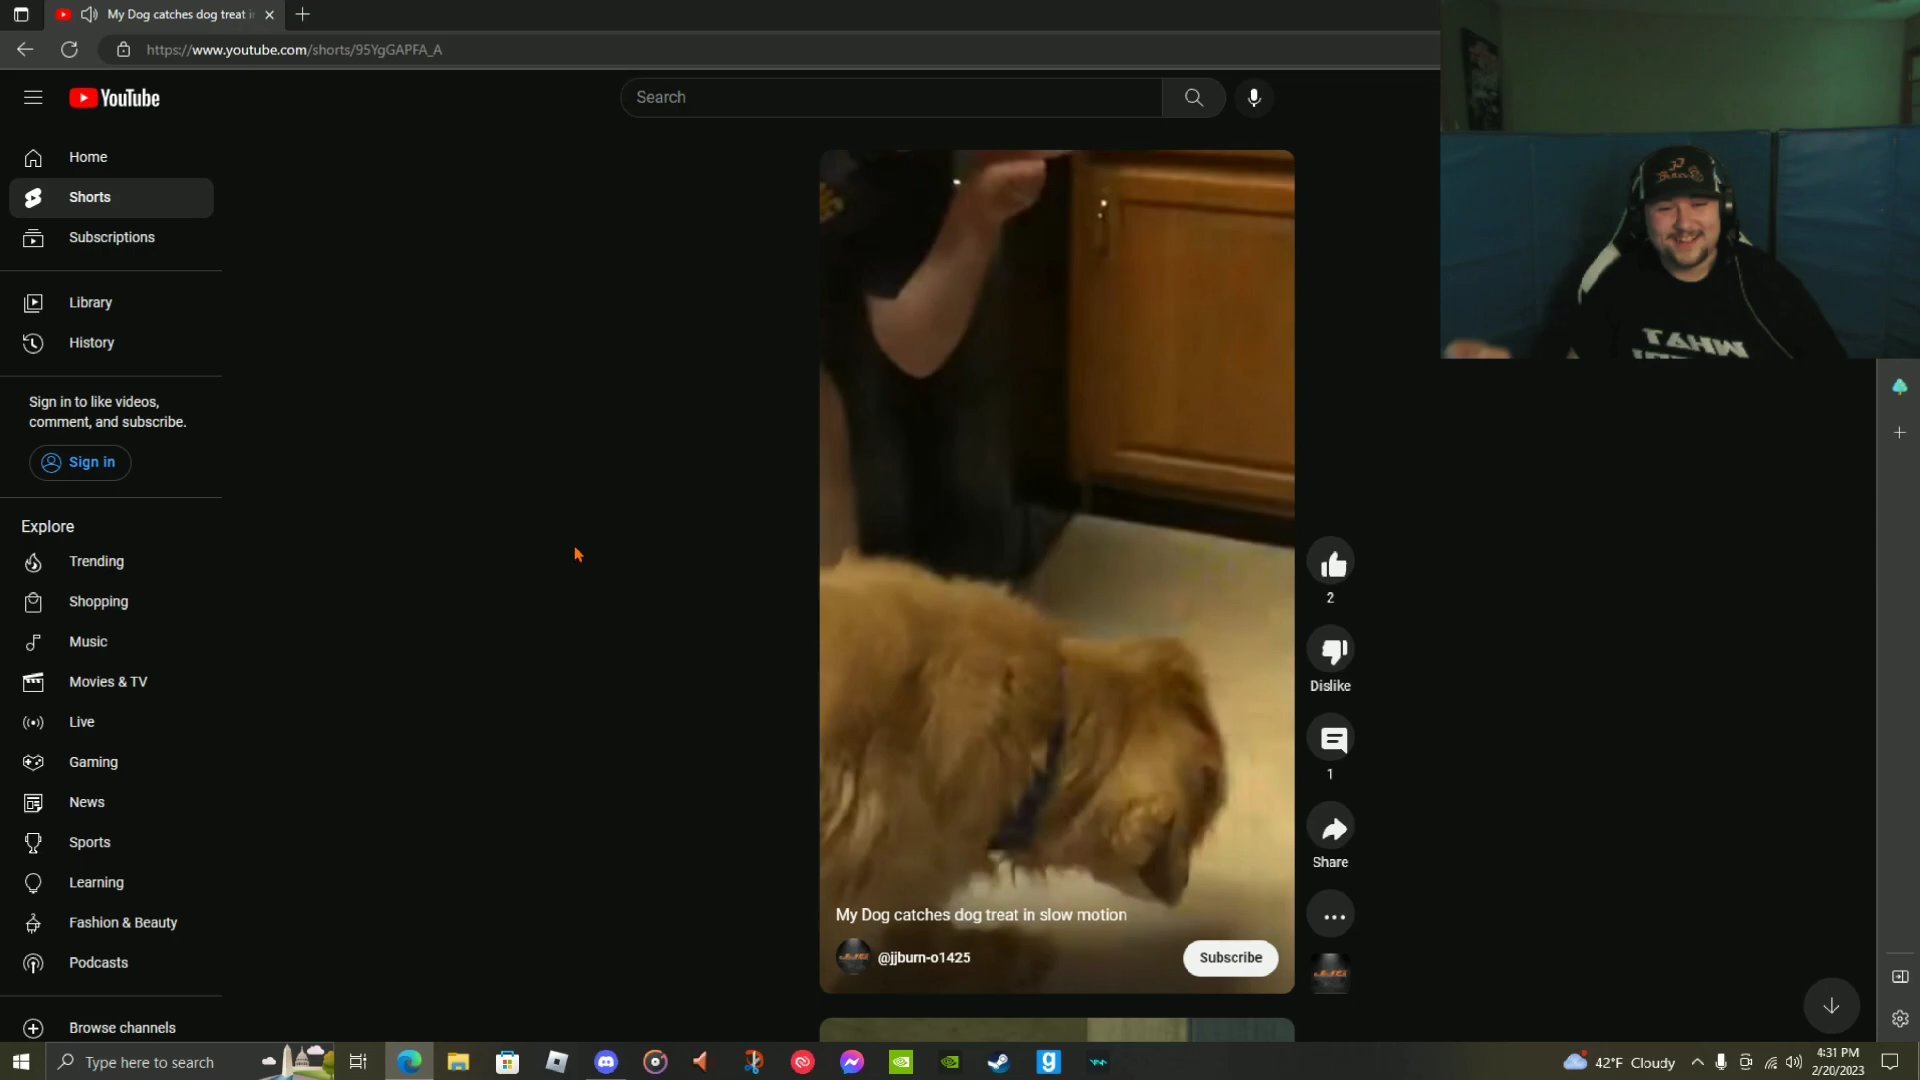 My Dog catches dog treat i
https://www.youtube.com/shorts/95YgGAPFA_A
YouTube
Search
Home
Shorts
Subscriptions
Library
History
Sign in to like videos,
comment, and subscribe.
Sign in
Explore
Trending
Shopping
Music
Movies & TV
Live
Gaming
News
Sports
Learning
Fashion & Beauty
Podcasts
Browse channels
2
Dislike
1
Share
My Dog catches dog treat in slow motion
@jjburn-o1425
Subscribe
WHAT
Type here to search
42°F Cloudy
4:31 PM
2/20/2023